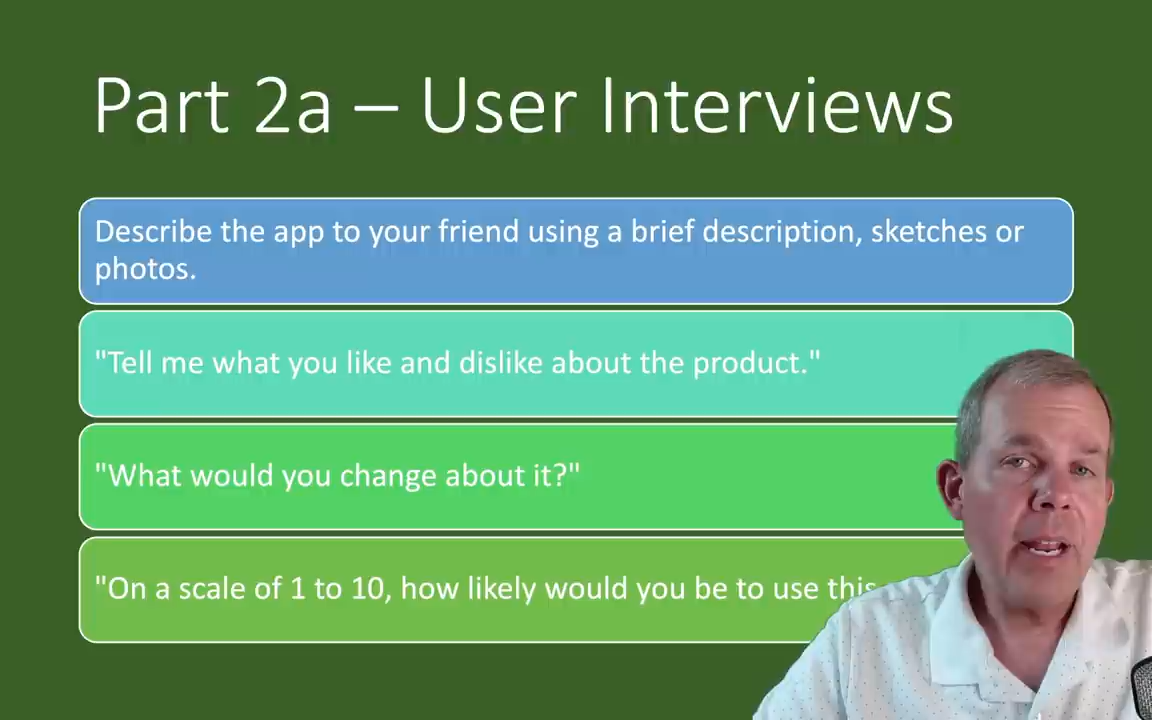 Part 2a – User Interviews
Describe the app to your friend using a brief description, sketches or
photos.
"Tell me what you like and dislike about the product."
"What would you change about it?"
"On a scale of 1 to 10, how likely would you be to use this